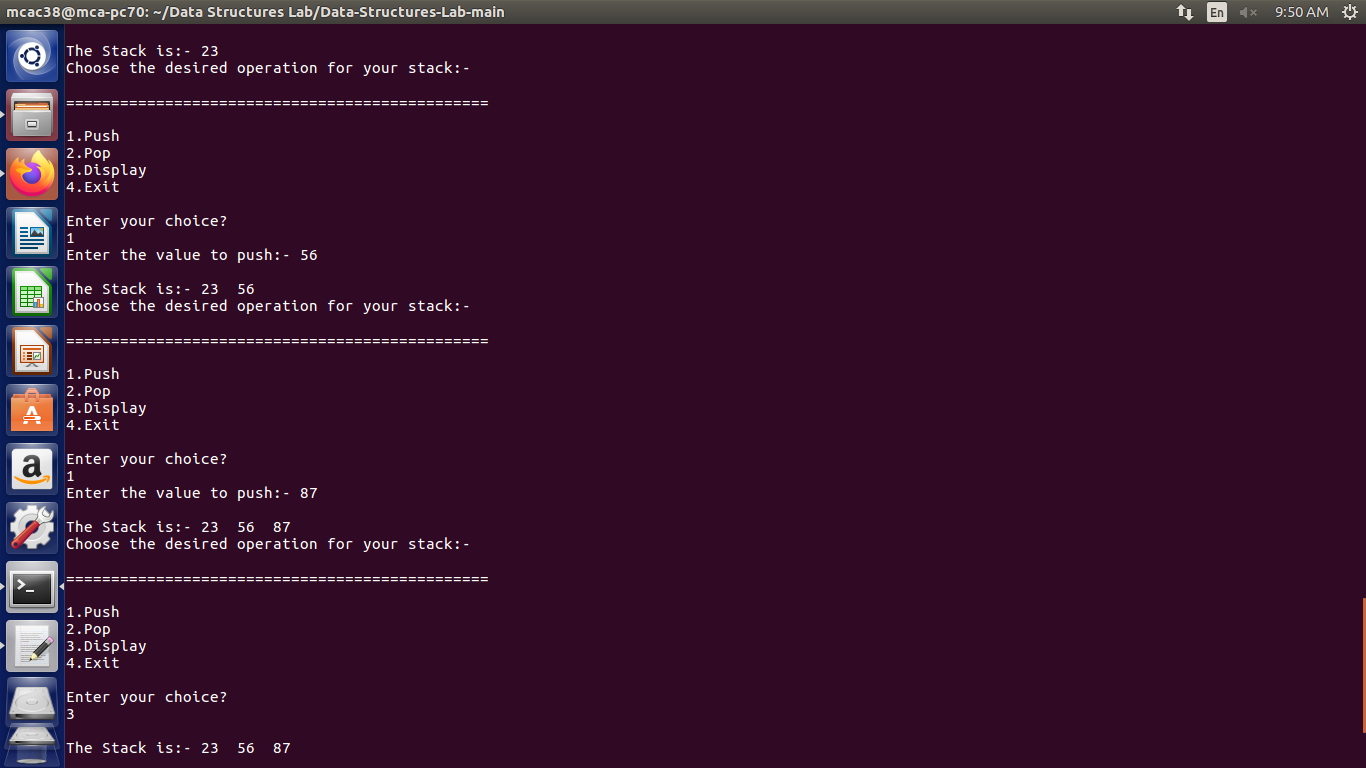 mcac38@mca-pc70: ~/Data Structures Lab/Data-Structures-Lab-main
En
9:50 AM
The Stack is:- 23
Choose the desired operation for your stack:-
===============================================
1.Push
2.Pop
3.Display
4.Exit
Enter your choice?
1
Enter the value to push:- 56
The Stack is:- 23  56
Choose the desired operation for your stack:-
===============================================
1.Push
2.Pop
3.Display
4.Exit
Enter your choice?
1
Enter the value to push:- 87
The Stack is:- 23  56  87
Choose the desired operation for your stack:-
===============================================
1.Push
2.Pop
3.Display
4.Exit
Enter your choice?
3
The Stack is:- 23  56  87